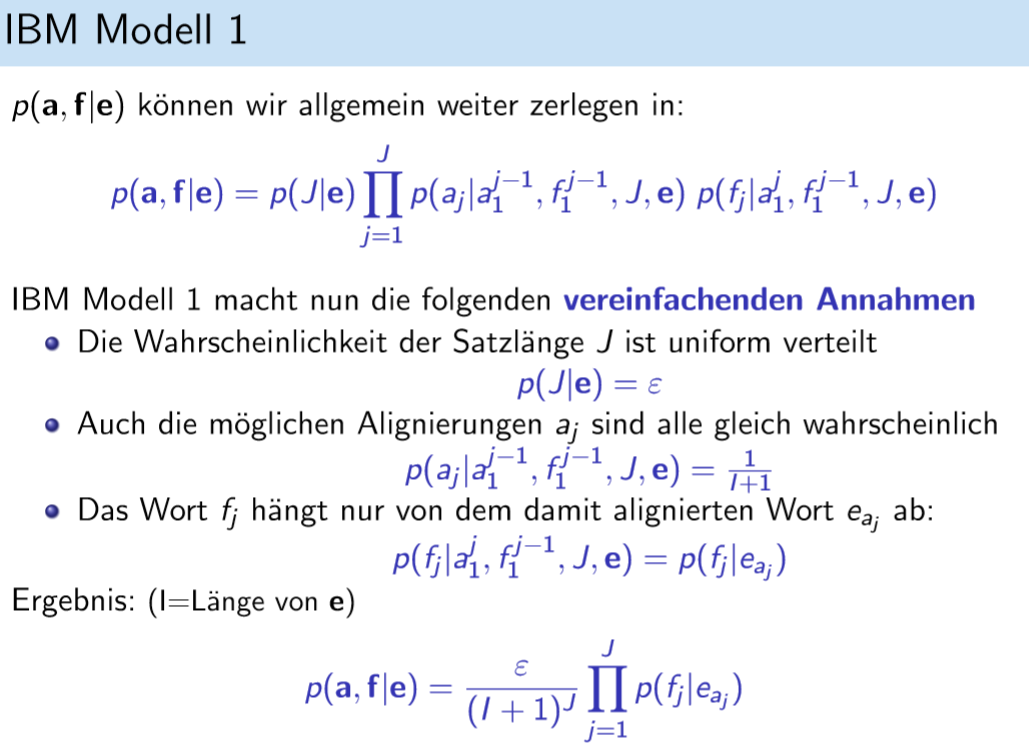 IBM Modell 1
p(a, f|e) können wir allgemein weiter zerlegen in:
p(a, f|e) = p(J|e) ∏_{j=1}^{J} p(a_j|a_1^{j−1}, f_1^{j−1}, J, e) p(f_j|a_1^j, f_1^{j−1}, J, e)
IBM Modell 1 macht nun die folgenden vereinfachenden Annahmen
• Die Wahrscheinlichkeit der Satzlänge J ist uniform verteilt
p(J|e) = ε
• Auch die möglichen Alignierungen a_j sind alle gleich wahrscheinlich
p(a_j|a_1^{j−1}, f_1^{j−1}, J, e) = 1/(I+1)
• Das Wort f_j hängt nur von dem damit alignierten Wort e_{a_j} ab:
p(f_j|a_1^j, f_1^{j−1}, J, e) = p(f_j|e_{a_j})
Ergebnis: (I=Länge von e)
p(a, f|e) = ε/(I + 1)^J ∏_{j=1}^{J} p(f_j|e_{a_j})